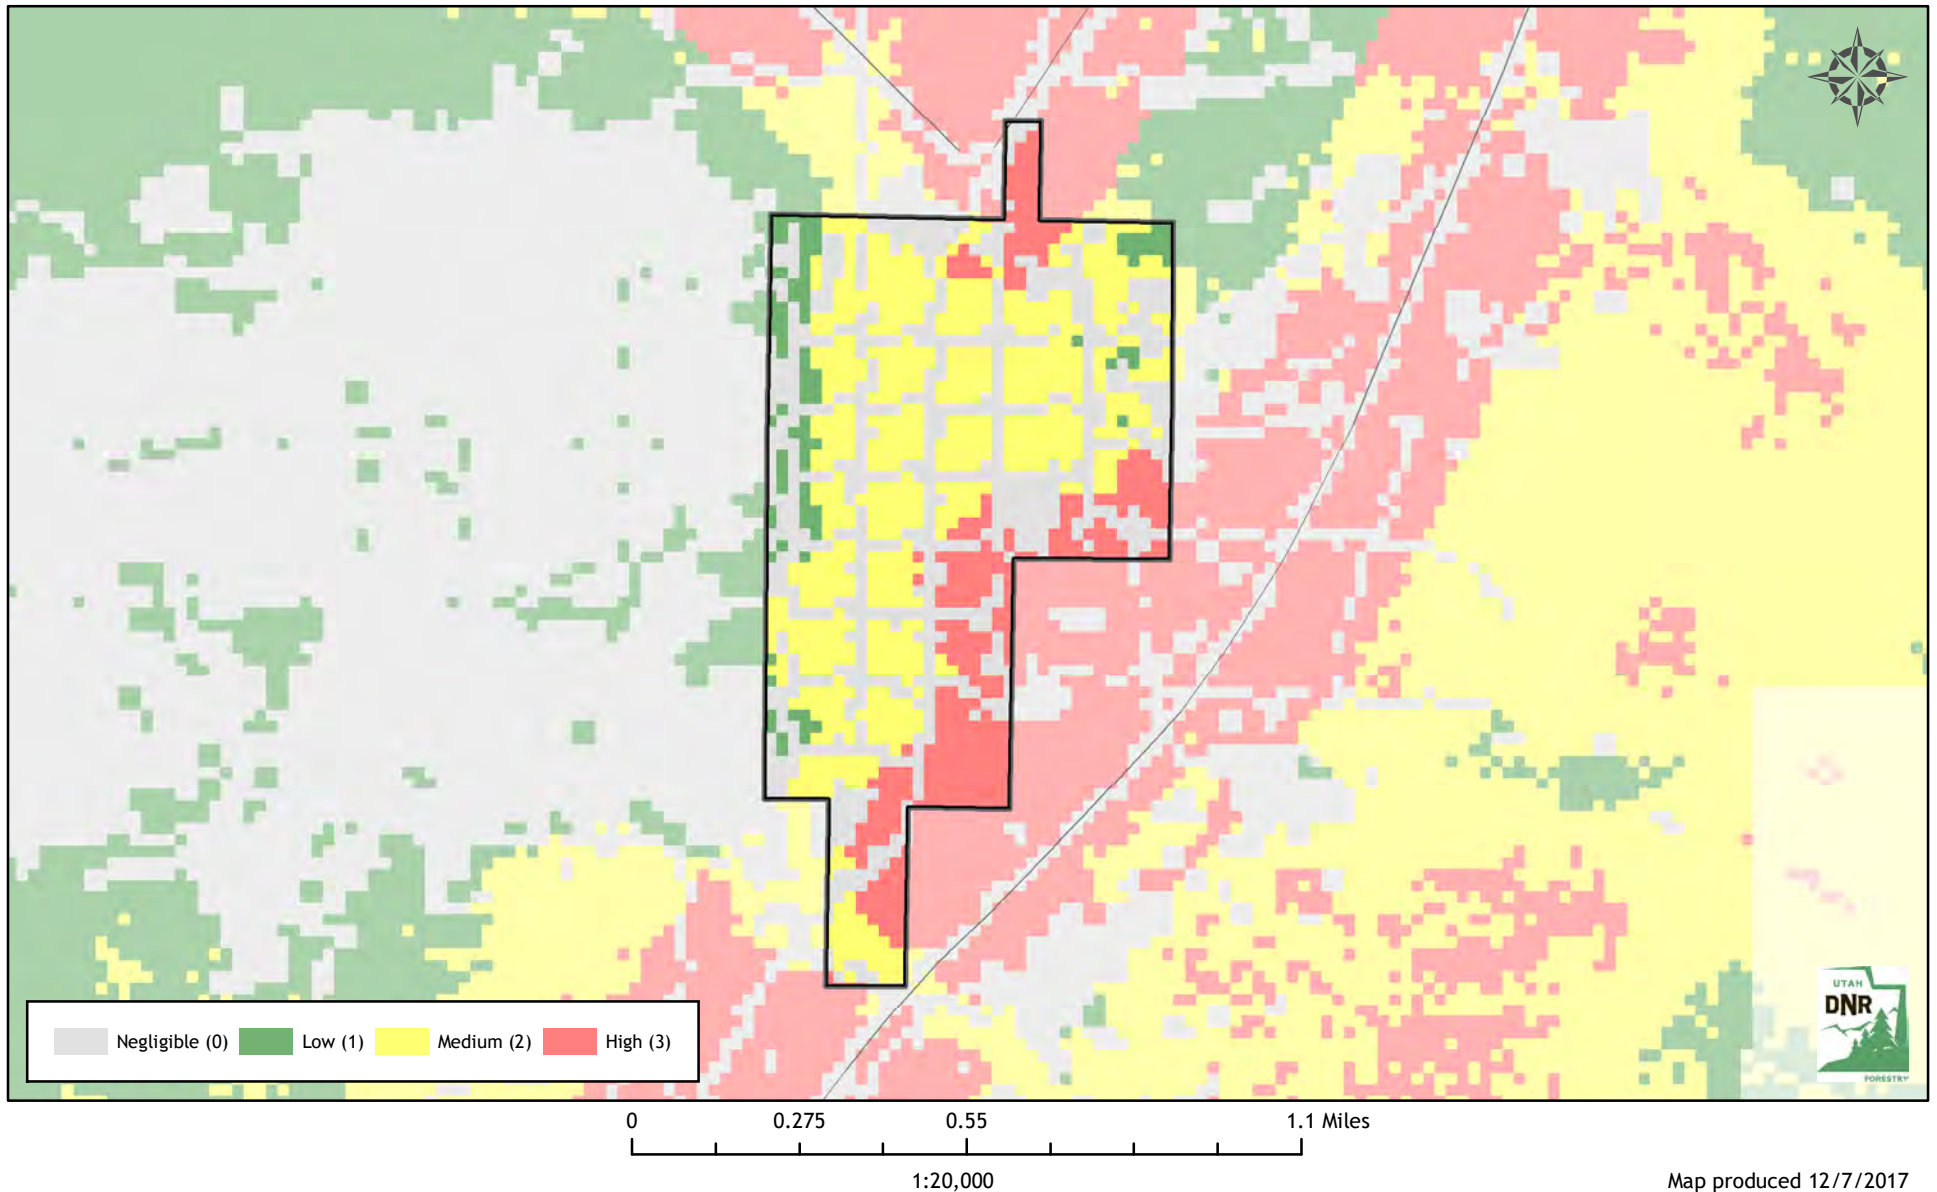 UTAH
DNR
FORESTRY
Negligible (0) Low (1) Medium (2) High (3)
0 0.275 0.55 1.1 Miles
1:20,000
Map produced 12/7/2017